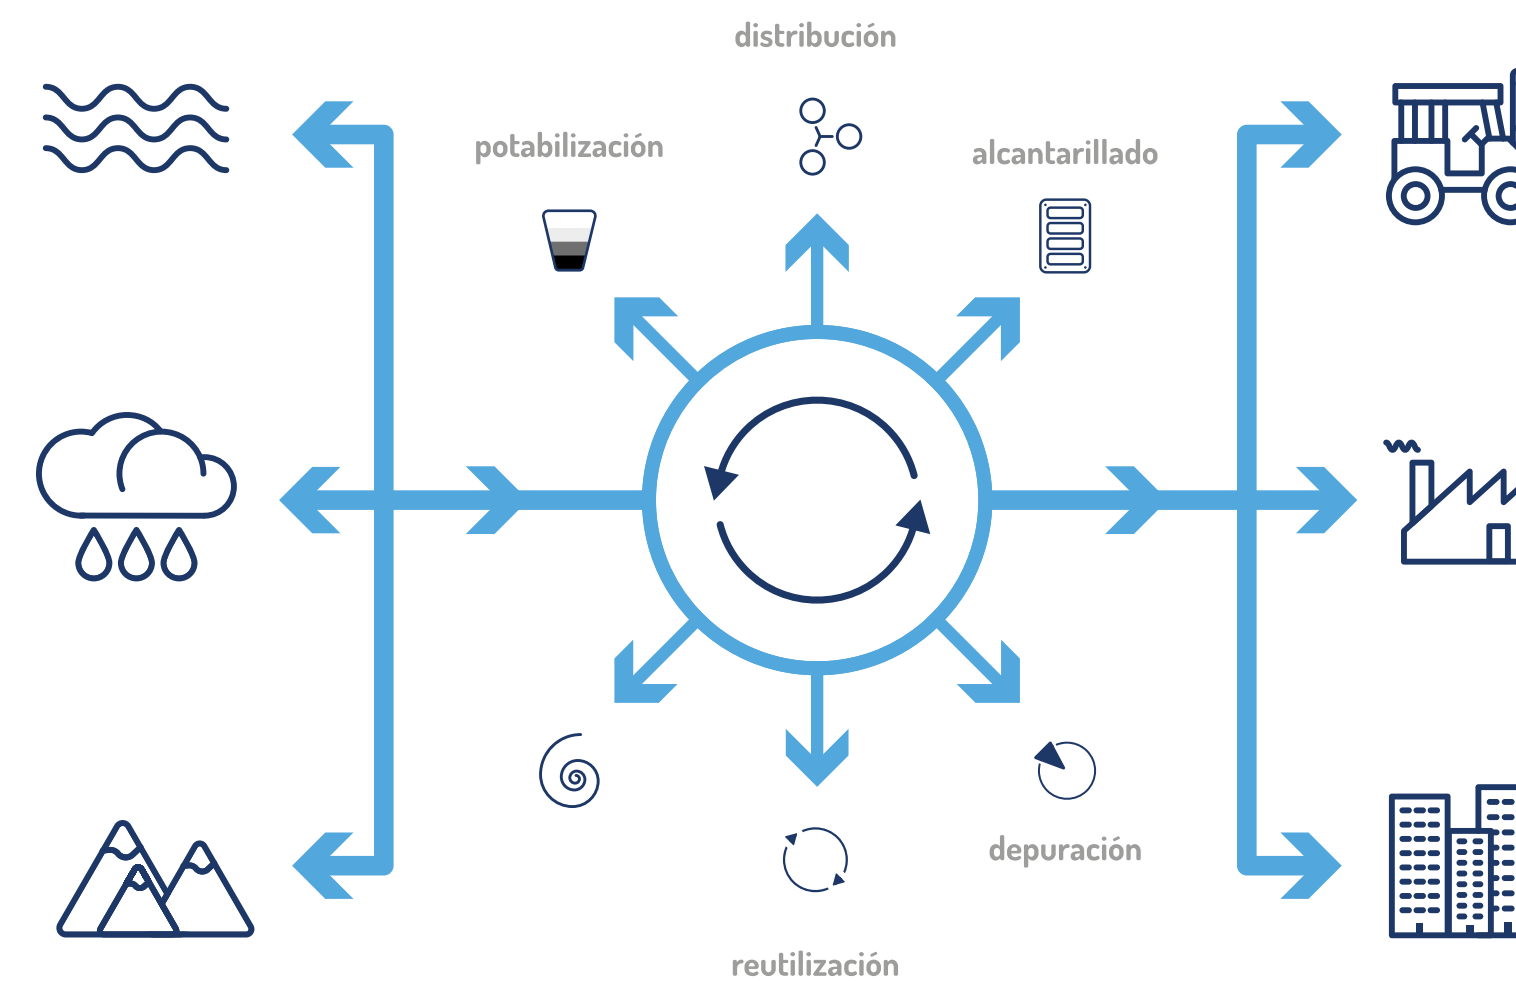 distribución
potabilización
alcantarillado
depuración
reutilización